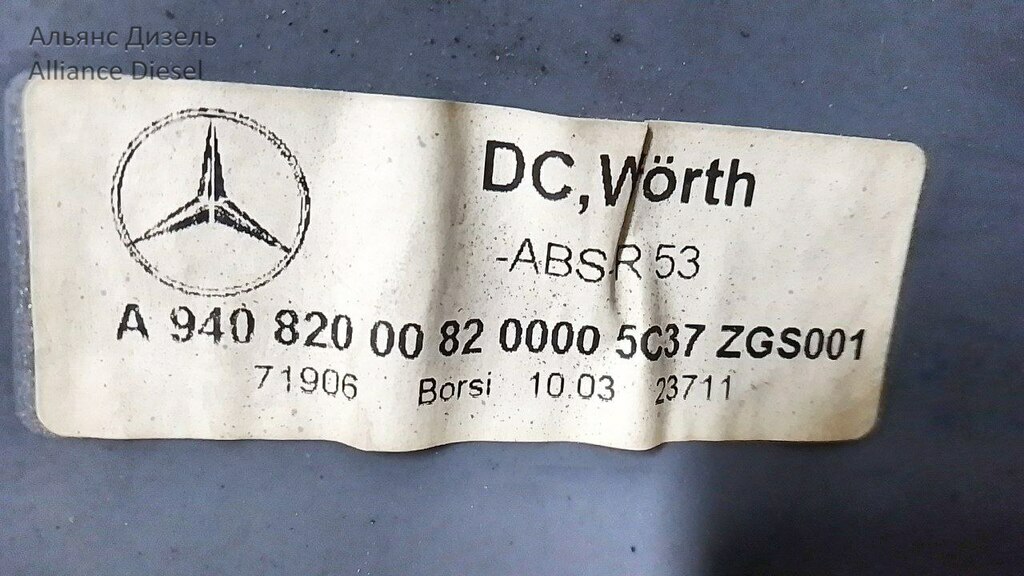 Альянс Дизель
Alliance Diesel
DC,Wörth
-ABSR 53
A 940 820 00 82 0000 5C37 ZGS001
71906 Borsi 10.03 23711